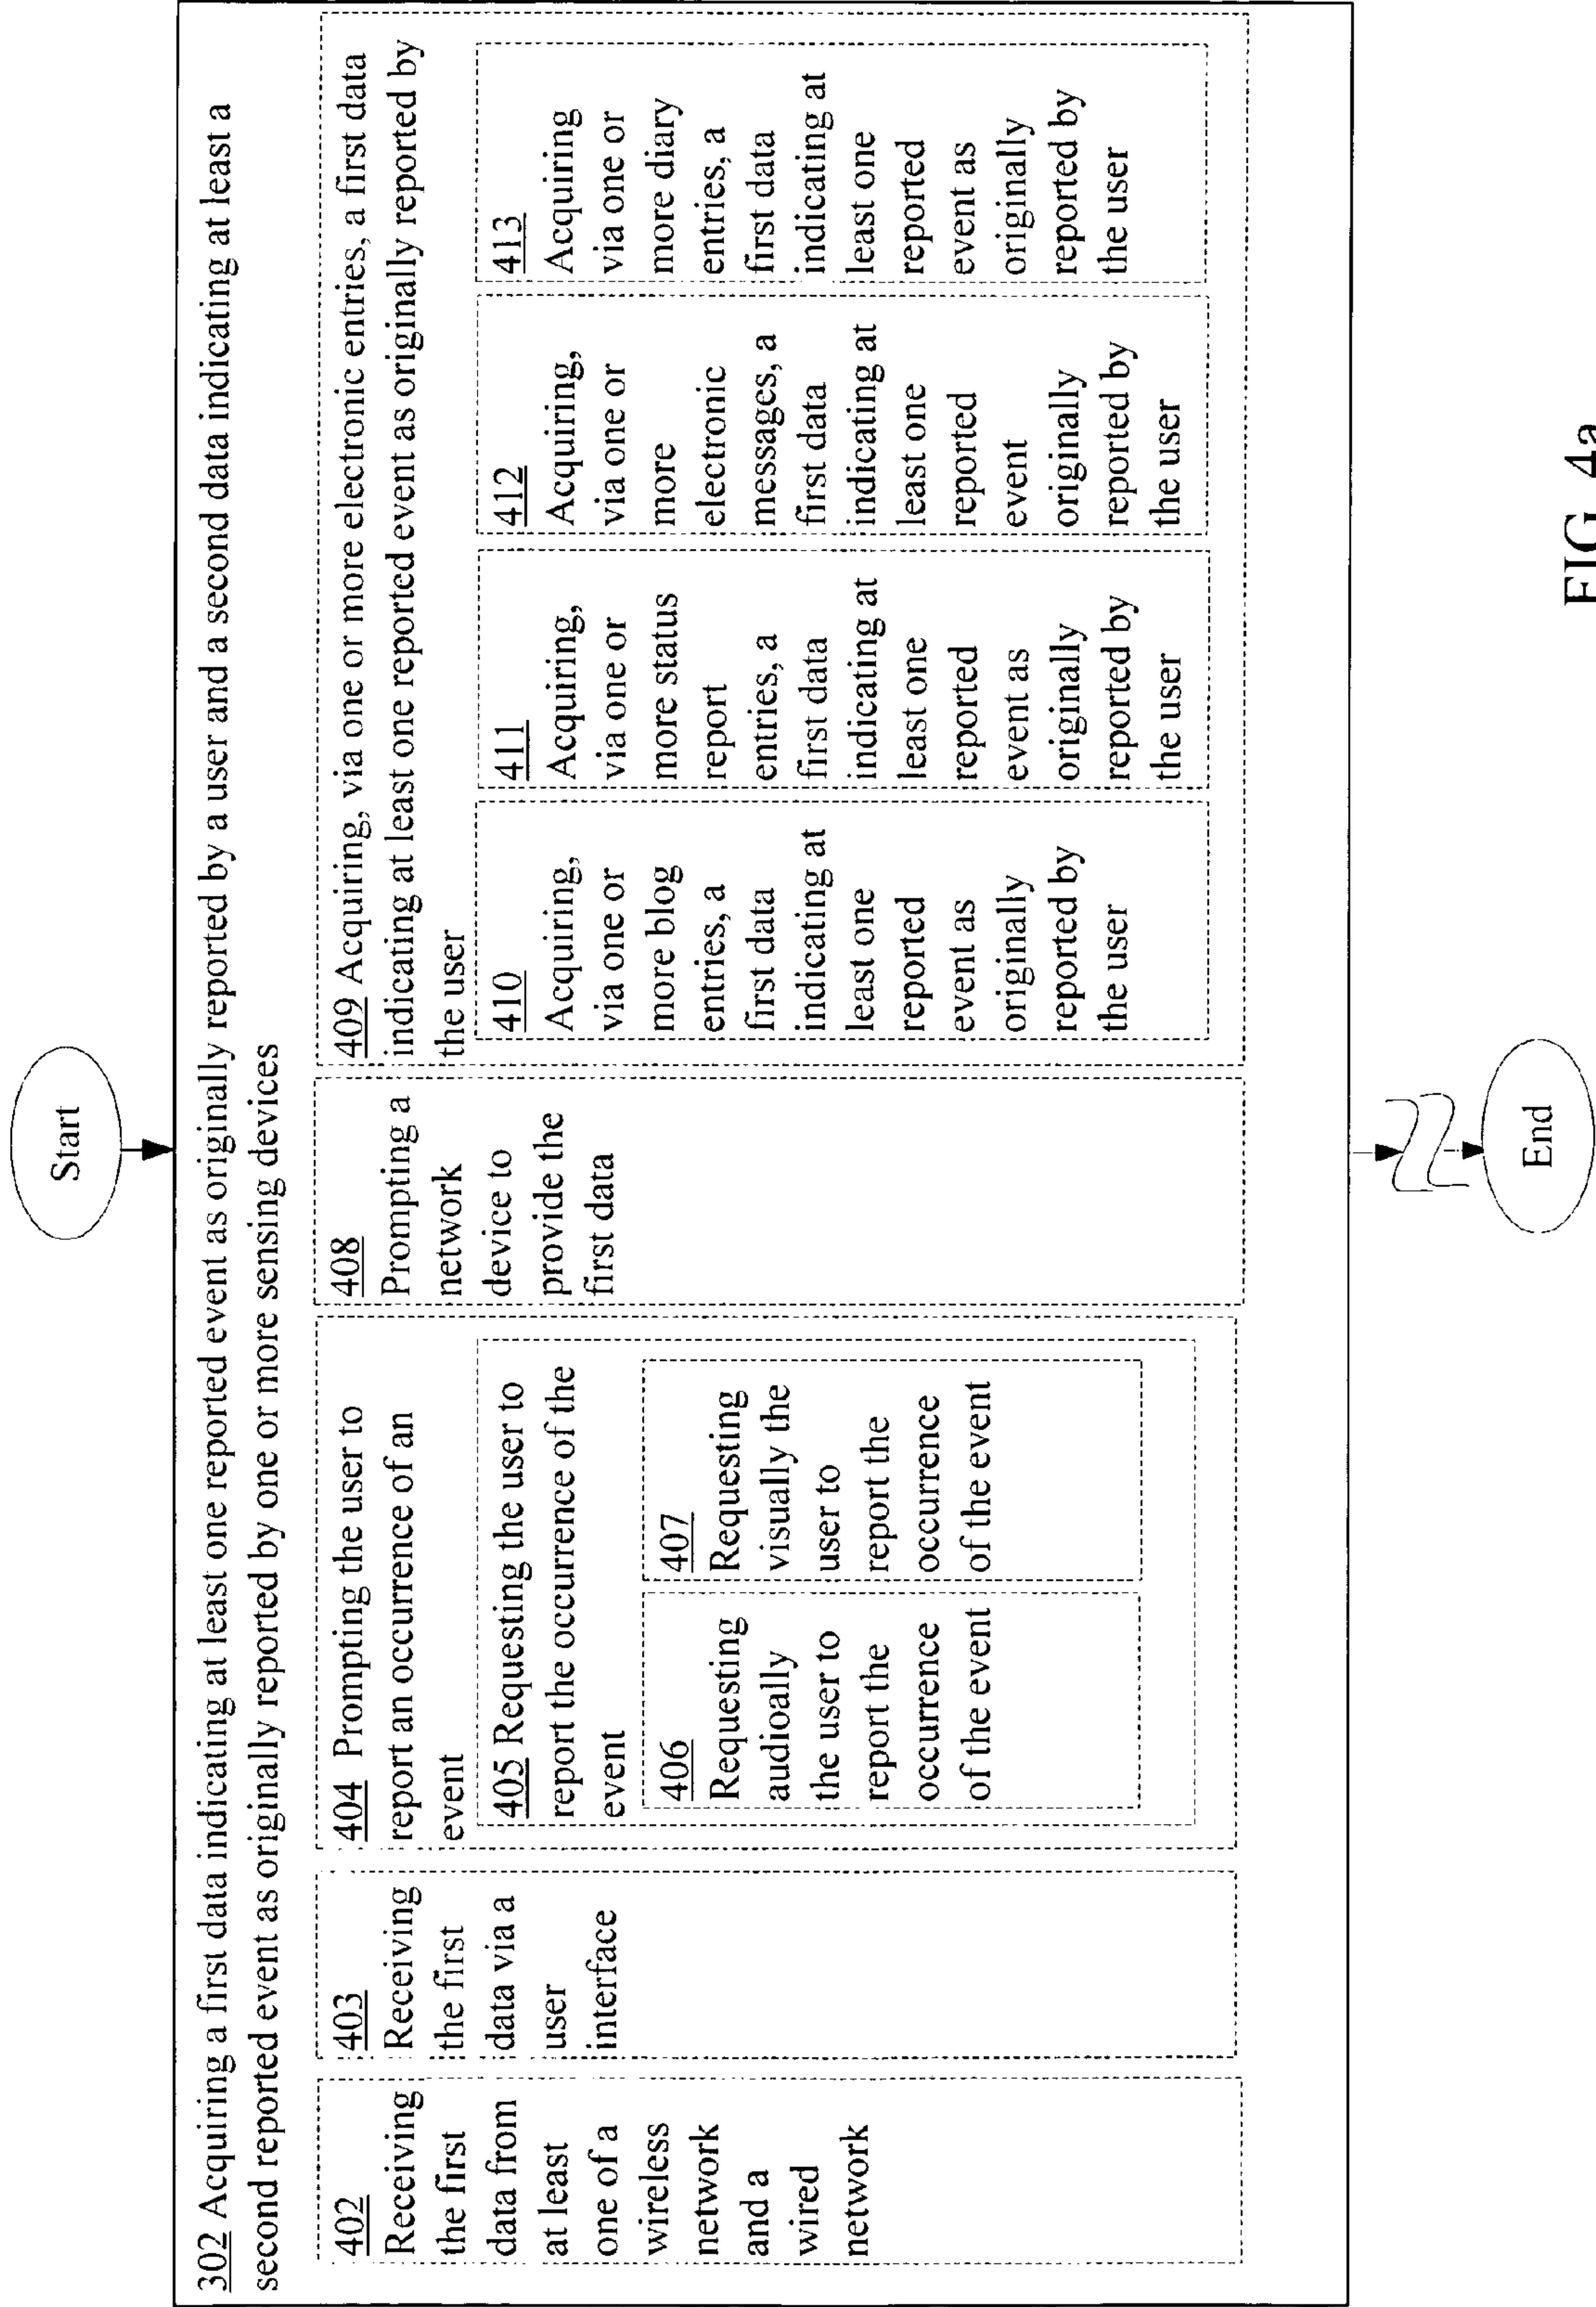 Start
302 Acquiring a first data indicating at least one reported event as originally reported by a user and a second data indicating at least a
second reported event as originally reported by one or more sensing devices
402
Receiving
the first
data from
at least
one of a
wireless
network
and a
wired
network
403
Receiving
the first
data via a
user
interface
404 Prompting the user to
report an occurrence of an
event
405 Requesting the user to
report the occurrence of the
event
406
Requesting
audioally
the user to
report the
occurrence
of the event
407
Requesting
visually the
user to
report the
occurrence
of the event
408
Prompting a
network
device to
provide the
first data
409 Acquiring, via one or more electronic entries, a first data
indicating at least one reported event as originally reported by
the user
410
Acquiring,
via one or
more blog
entries, a
first data
indicating at
least one
reported
event as
originally
reported by
the user
411
Acquiring,
via one or
more status
report
entries, a
first data
indicating at
least one
reported
event as
originally
reported by
the user
412
Acquiring,
via one or
more
electronic
messages, a
first data
indicating at
least one
reported
event
originally
reported by
the user
413
Acquiring
via one or
more diary
entries, a
first data
indicating at
least one
reported
event as
originally
reported by
the user
End
FIG. 4a